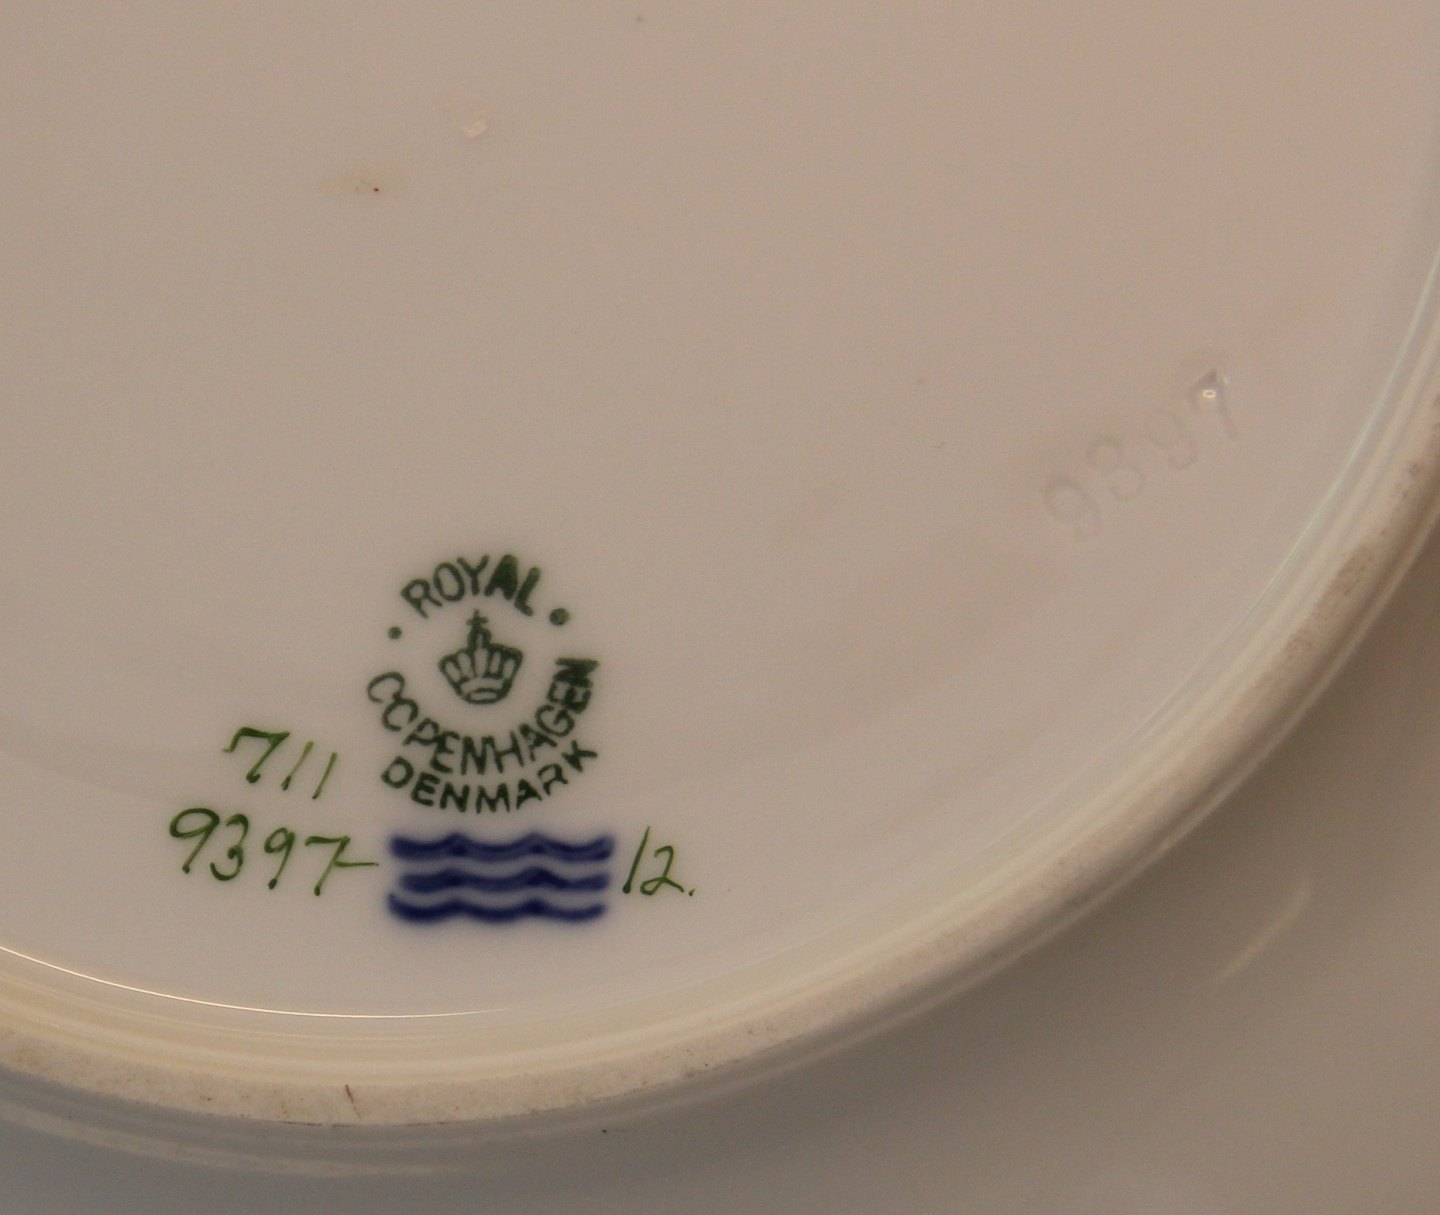 9397
· ROYAL ·
COPENHAGEN
DENMARK
711
9397
12.